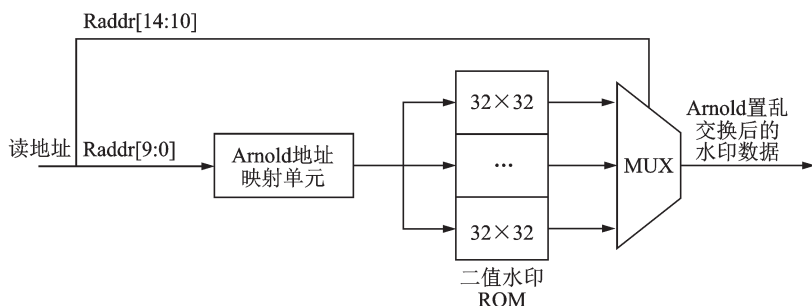 Raddr[14:10]
读地址
Raddr[9:0]
Arnold地址
映射单元
32×32
...
32×32
二值水印
ROM
MUX
Arnold置乱
交换后的
水印数据